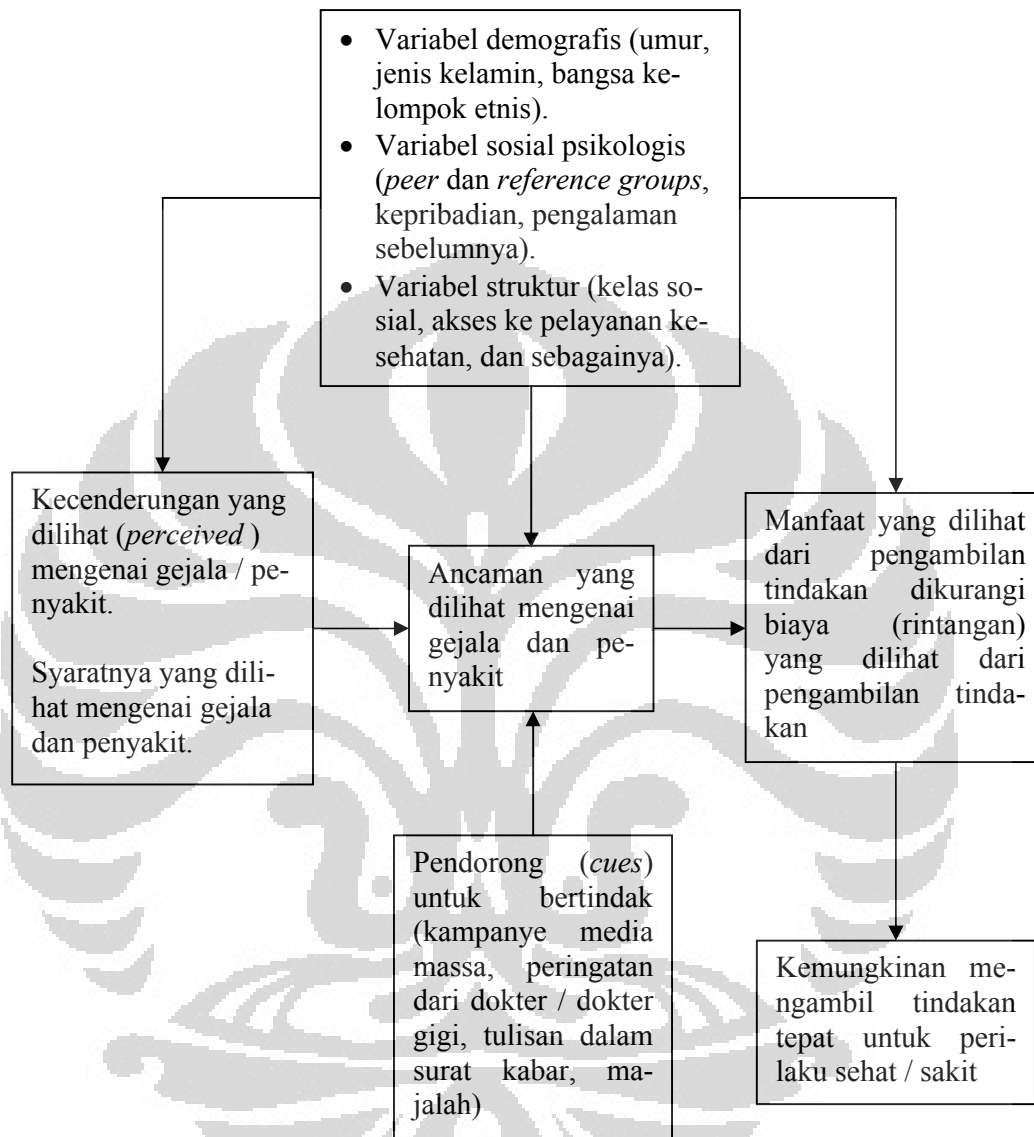 • Variabel demografis (umur,
jenis kelamin, bangsa ke-
lompok etnis).
• Variabel sosial psikologis
(peer dan reference groups,
kepribadian, pengalaman
sebelumnya).
• Variabel struktur (kelas so-
sial, akses ke pelayanan ke-
sehatan, dan sebagainya).
Kecenderungan yang
dilihat (perceived )
mengenai gejala / pe-
nyakit.
Syaratnya yang dili-
hat mengenai gejala
dan penyakit.
Ancaman yang
dilihat mengenai
gejala dan pe-
nyakit
Manfaat yang dilihat
dari pengambilan
tindakan dikurangi
biaya (rintangan)
yang dilihat dari
pengambilan tinda-
kan
Pendorong (cues)
untuk bertindak
(kampanye media
massa, peringatan
dari dokter / dokter
gigi, tulisan dalam
surat kabar, ma-
jalah)
Kemungkinan me-
ngambil tindakan
tepat untuk peri-
laku sehat / sakit